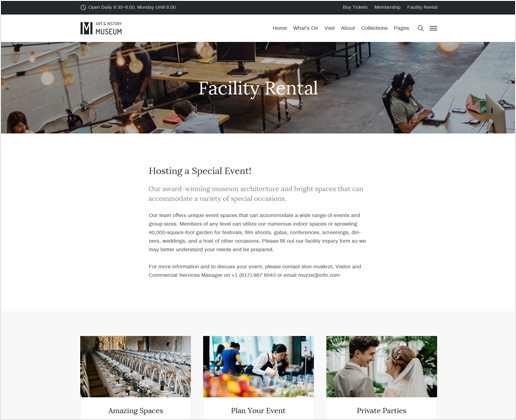 Open Daily 9:30–6:00, Monday Until 8:00
Buy Tickets Membership Facility Rental
ART & HISTORY
MUSEUM
Home What's On Visit About Collections Pages
Facility Rental
Hosting a Special Event!
Our award-winning museum architecture and bright spaces that can
accommodate a variety of special occasions.
Our team offers unique event spaces that can accommodate a wide range of events and
group sizes. Members of any level can utilize our numerous indoor spaces or sprawling
40,000-square-foot garden for festivals, film shoots, galas, conferences, screenings, din-
ners, weddings, and a host of other occasions. Please fill out our facility inquiry form so we
may better understand your needs and be prepared.
For more information and to discuss your event, please contact elon muskrot, Visitor and
Commercial Services Manager on +1 (617) 987 6543 or email muzze@info.com
Amazing Spaces
Plan Your Event
Private Parties